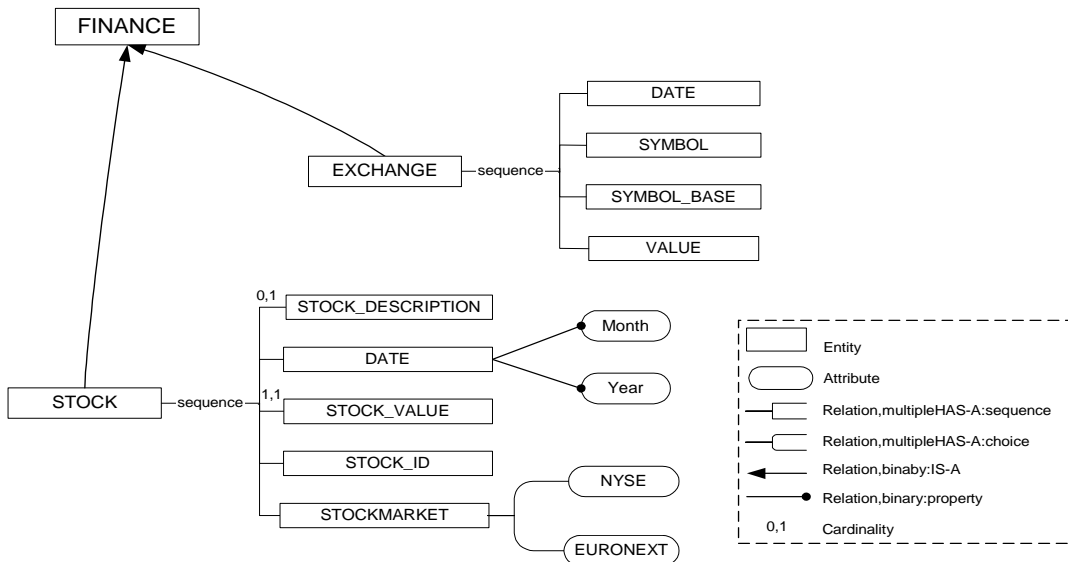 FINANCE
DATE
SYMBOL
EXCHANGE
sequence
SYMBOL_BASE
VALUE
0,1
STOCK_DESCRIPTION
Month
DATE
Year
STOCK
sequence
1,1
STOCK_VALUE
STOCK_ID
NYSE
STOCKMARKET
EURONEXT
Entity
Attribute
Relation,multipleHAS-A:sequence
Relation,multipleHAS-A:choice
Relation,binaby:IS-A
Relation,binary:property
0,1 Cardinality